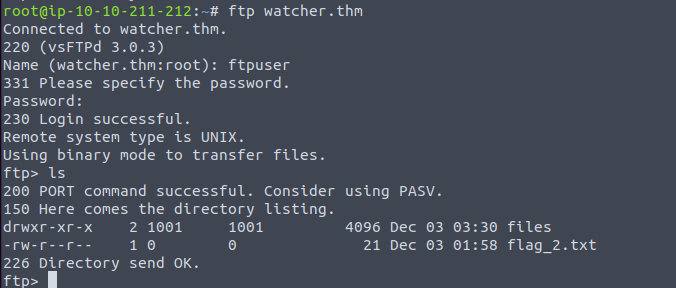 root@ip-10-10-211-212:~# ftp watcher.thm
Connected to watcher.thm.
220 (vsFTPd 3.0.3)
Name (watcher.thm:root): ftpuser
331 Please specify the password.
Password:
230 Login successful.
Remote system type is UNIX.
Using binary mode to transfer files.
ftp> ls
200 PORT command successful. Consider using PASV.
150 Here comes the directory listing.
drwxr-xr-x    2 1001     1001         4096 Dec 03 03:30 files
-rw-r--r--    1 0        0              21 Dec 03 01:58 flag_2.txt
226 Directory send OK.
ftp>